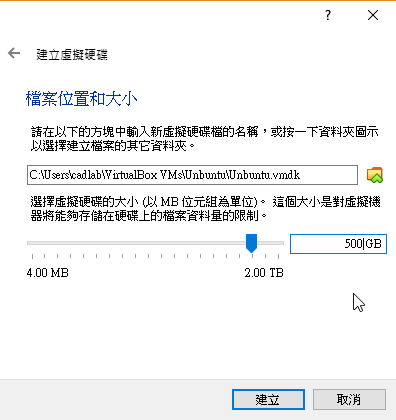 ?
建立虛擬硬碟
檔案位置和大小
請在以下的方塊中輸入新虛擬硬碟檔的名稱，或按一下資料夾圖示
以選擇建立檔案的其它資料夾。
C:\Users\cadlab\VirtualBox VMs\Unbuntu\Unbuntu.vmdk
選擇虛擬硬碟的大小 (以 MB 位元組為單位)。 這個大小是對虛擬機
器將能夠存儲在硬碟上的檔案資料量的限制。
500 GB
4.00 MB 2.00 TB
建立 取消